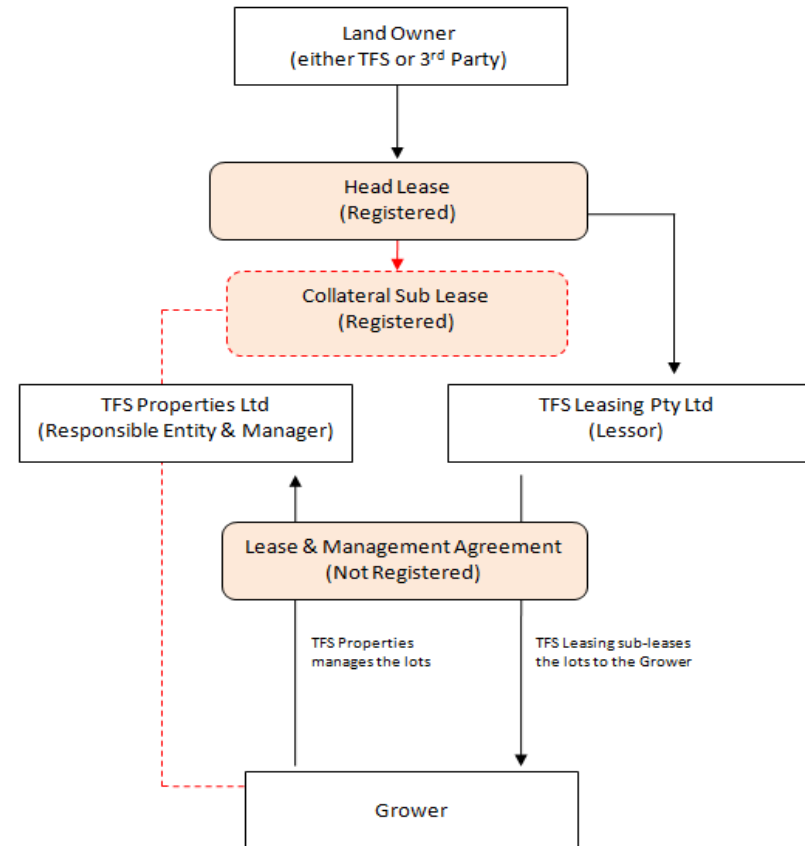 Land Owner
(either TFS or 3rd Party)
Head Lease
(Registered)
Collateral Sub Lease
(Registered)
TFS Properties Ltd
(Responsible Entity & Manager)
TFS Leasing Pty Ltd
(Lessor)
Lease & Management Agreement
(Not Registered)
TFS Properties
manages the lots
TFS Leasing sub-leases
the lots to the Grower
Grower